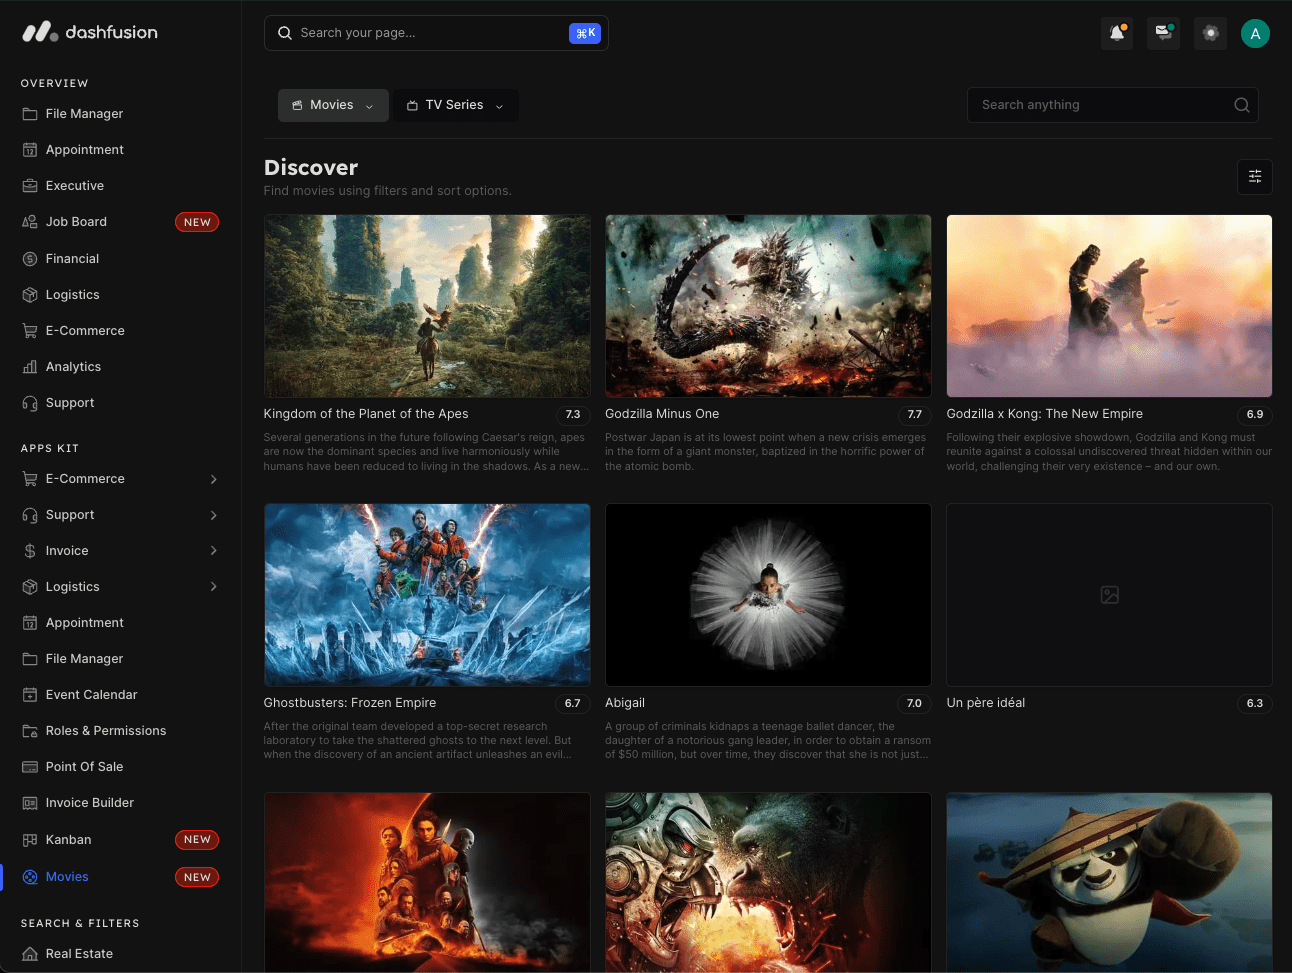 dashfusion
Search your page...
⌘K
A
OVERVIEW
File Manager
12
Appointment
Executive
Job Board
NEW
Financial
Logistics
E-Commerce
Analytics
Support
APPS KIT
E-Commerce
Support
Invoice
Logistics
12
Appointment
File Manager
Event Calendar
Roles & Permissions
Point Of Sale
Invoice Builder
Kanban
NEW
Movies
NEW
SEARCH & FILTERS
Real Estate
Movies
TV Series
Search anything
Discover
Find movies using filters and sort options.
Kingdom of the Planet of the Apes
7.3
Several generations in the future following Caesar's reign, apes
are now the dominant species and live harmoniously while
humans have been reduced to living in the shadows. As a new...
Godzilla Minus One
7.7
Postwar Japan is at its lowest point when a new crisis emerges
in the form of a giant monster, baptized in the horrific power of
the atomic bomb.
Godzilla x Kong: The New Empire
6.9
Following their explosive showdown, Godzilla and Kong must
reunite against a colossal undiscovered threat hidden within our
world, challenging their very existence – and our own.
Ghostbusters: Frozen Empire
6.7
After the original team developed a top-secret research
laboratory to take the shattered ghosts to the next level. But
when the discovery of an ancient artifact unleashes an evil...
Abigail
7.0
A group of criminals kidnaps a teenage ballet dancer, the
daughter of a notorious gang leader, in order to obtain a ransom
of $50 million, but over time, they discover that she is not just...
Un père idéal
6.3